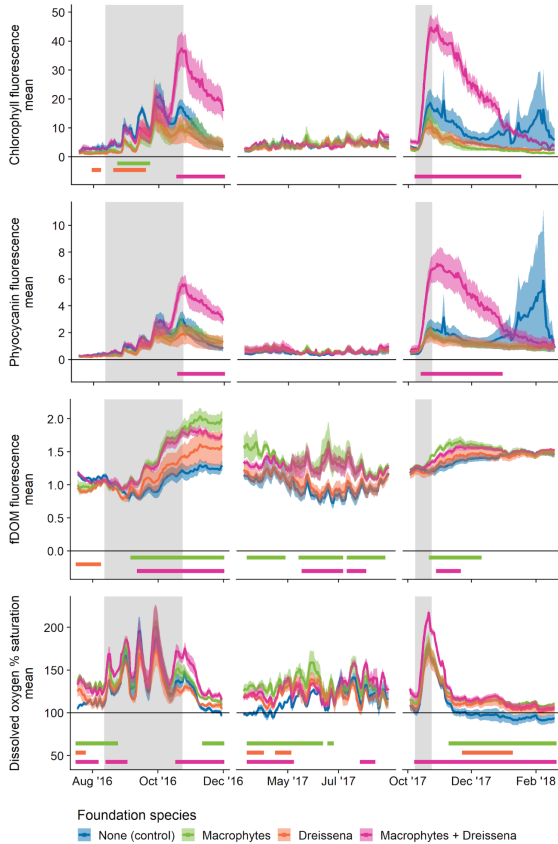 Chlorophyll fluorescence
mean
50
40
30
20
10
0
Phycocyanin fluorescence
mean
10
8
6
4
2
0
fDOM fluorescence
mean
2.0
1.5
1.0
0.5
0.0
Dissolved oxygen % saturation
mean
200
150
100
50
Aug '16 Oct '16 Dec '16 May '17 Jul '17 Oct '17 Dec '17 Feb '18
Foundation species
None (control) Macrophytes Dreissena Macrophytes + Dreissena